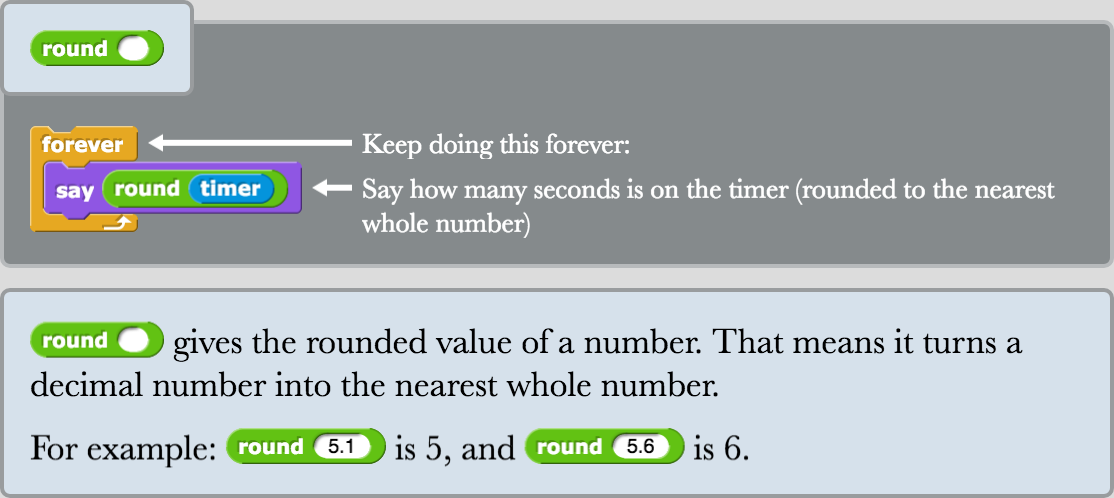 round
forever
Keep doing this forever:
say round timer
Say how many seconds is on the timer (rounded to the nearest
whole number)
round gives the rounded value of a number. That means it turns a
decimal number into the nearest whole number.
For example: round 5.1 is 5, and round 5.6 is 6.